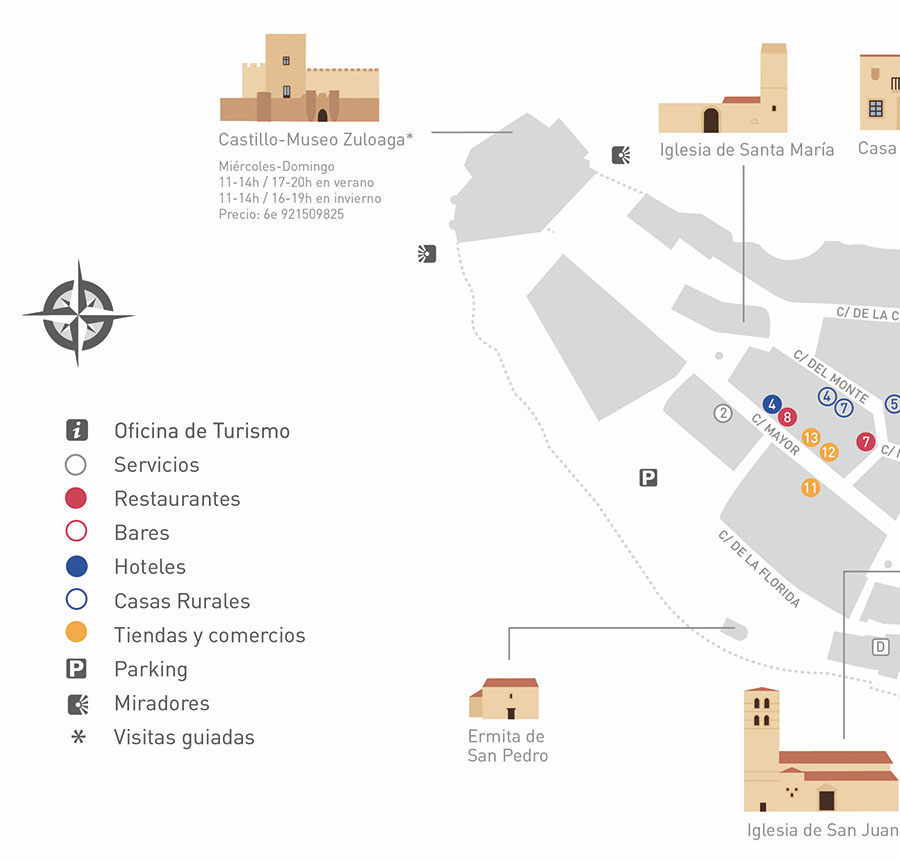 Castillo-Museo Zuloaga*
Miércoles-Domingo
11-14h / 17-20h en verano
11-14h / 16-19h en invierno
Precio: 6e 921509825
Iglesia de Santa María
Casa
C/ DE LA C
C/ DEL MONTE
4
7
5
4
8
2
C/ MAYOR
13
12
7
C/
11
P
C/ DE LA FLORIDA
D
i Oficina de Turismo
Servicios
Restaurantes
Bares
Hoteles
Casas Rurales
Tiendas y comercios
P Parking
Miradores
* Visitas guiadas
Ermita de
San Pedro
Iglesia de San Juan